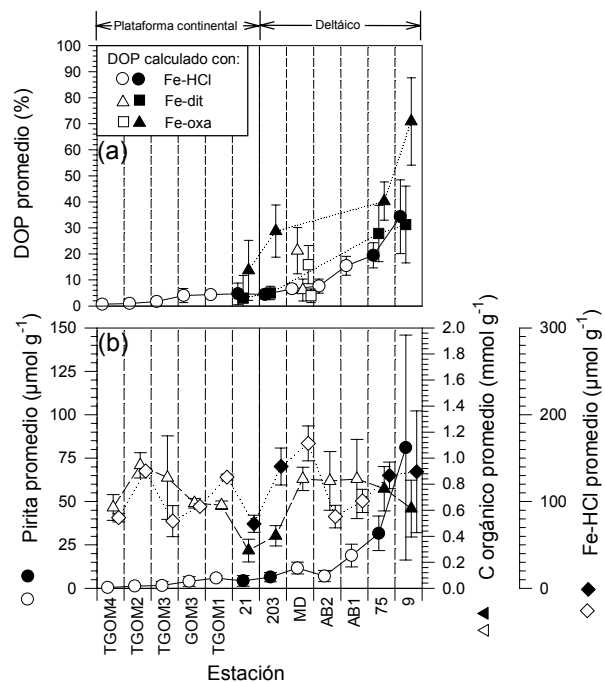 Plataforma continental
Deltáico
DOP calculado con:
Fe-HCl
Fe-dit
Fe-oxa
(a)
DOP promedio (%)
100
90
80
70
60
50
40
30
20
10
0
(b)
Pirita promedio (µmol g-1)
150
125
100
75
50
25
0
C orgánico promedio (mmol g-1)
2.0
1.8
1.6
1.4
1.2
1.0
0.8
0.6
0.4
0.2
0.0
Fe-HCl promedio (µmol g-1)
300
200
100
0
TGOM4
TGOM2
TGOM3
GOM3
TGOM1
21
203
MD
AB2
AB1
75
9
Estación